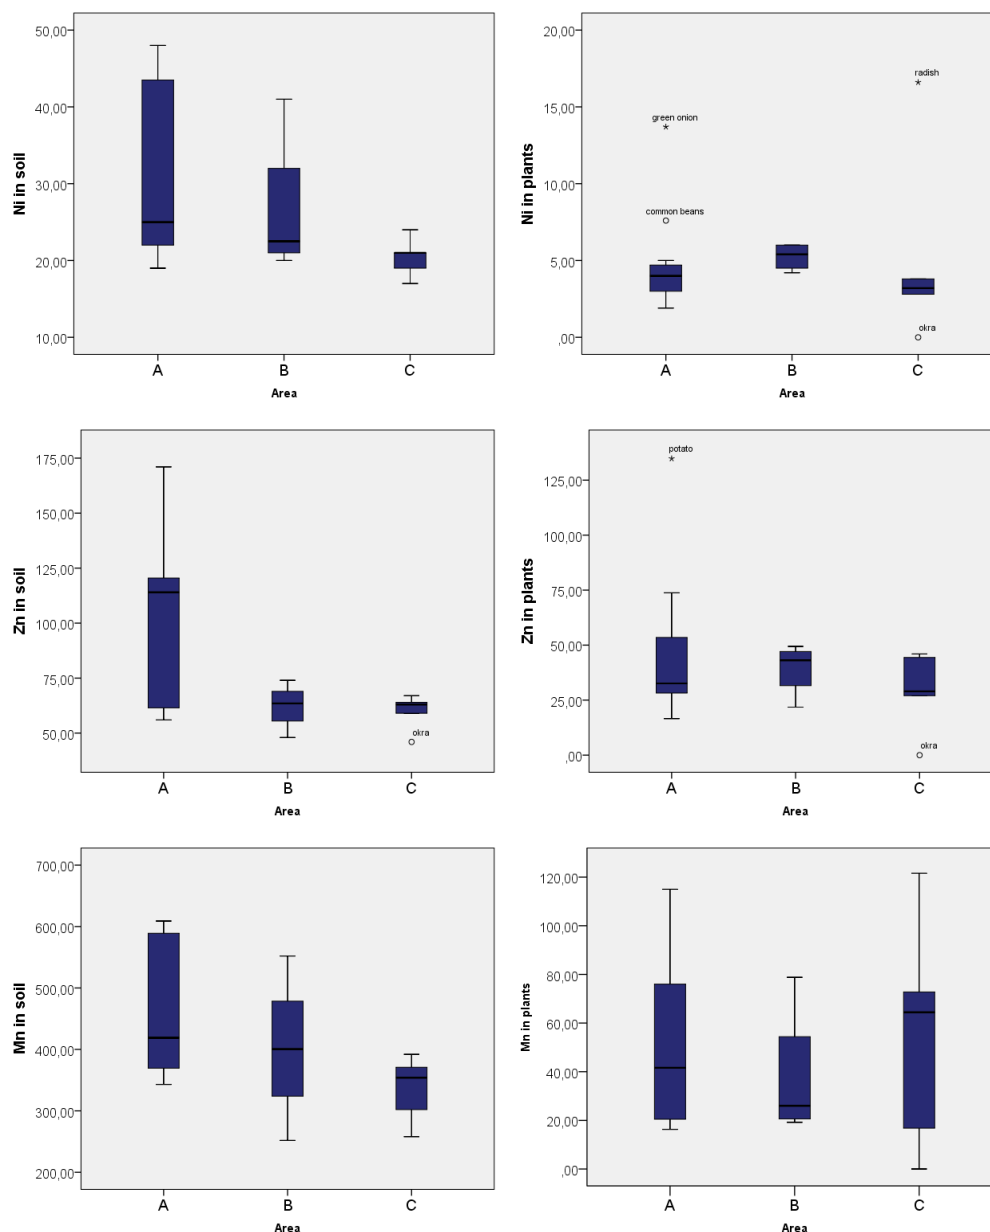 Ni in soil
50,00
40,00
30,00
20,00
10,00
A B C
Area
Ni in plants
20,00
15,00
10,00
5,00
,00
green onion
common beans
radish
okra
A B C
Area
Zn in soil
175,00
150,00
125,00
100,00
75,00
50,00
okra
A B C
Area
Zn in plants
125,00
100,00
75,00
50,00
25,00
,00
potato
okra
A B C
Area
Mn in soil
700,00
600,00
500,00
400,00
300,00
200,00
A B C
Area
Mn in plants
120,00
100,00
80,00
60,00
40,00
20,00
,00
A B C
Area